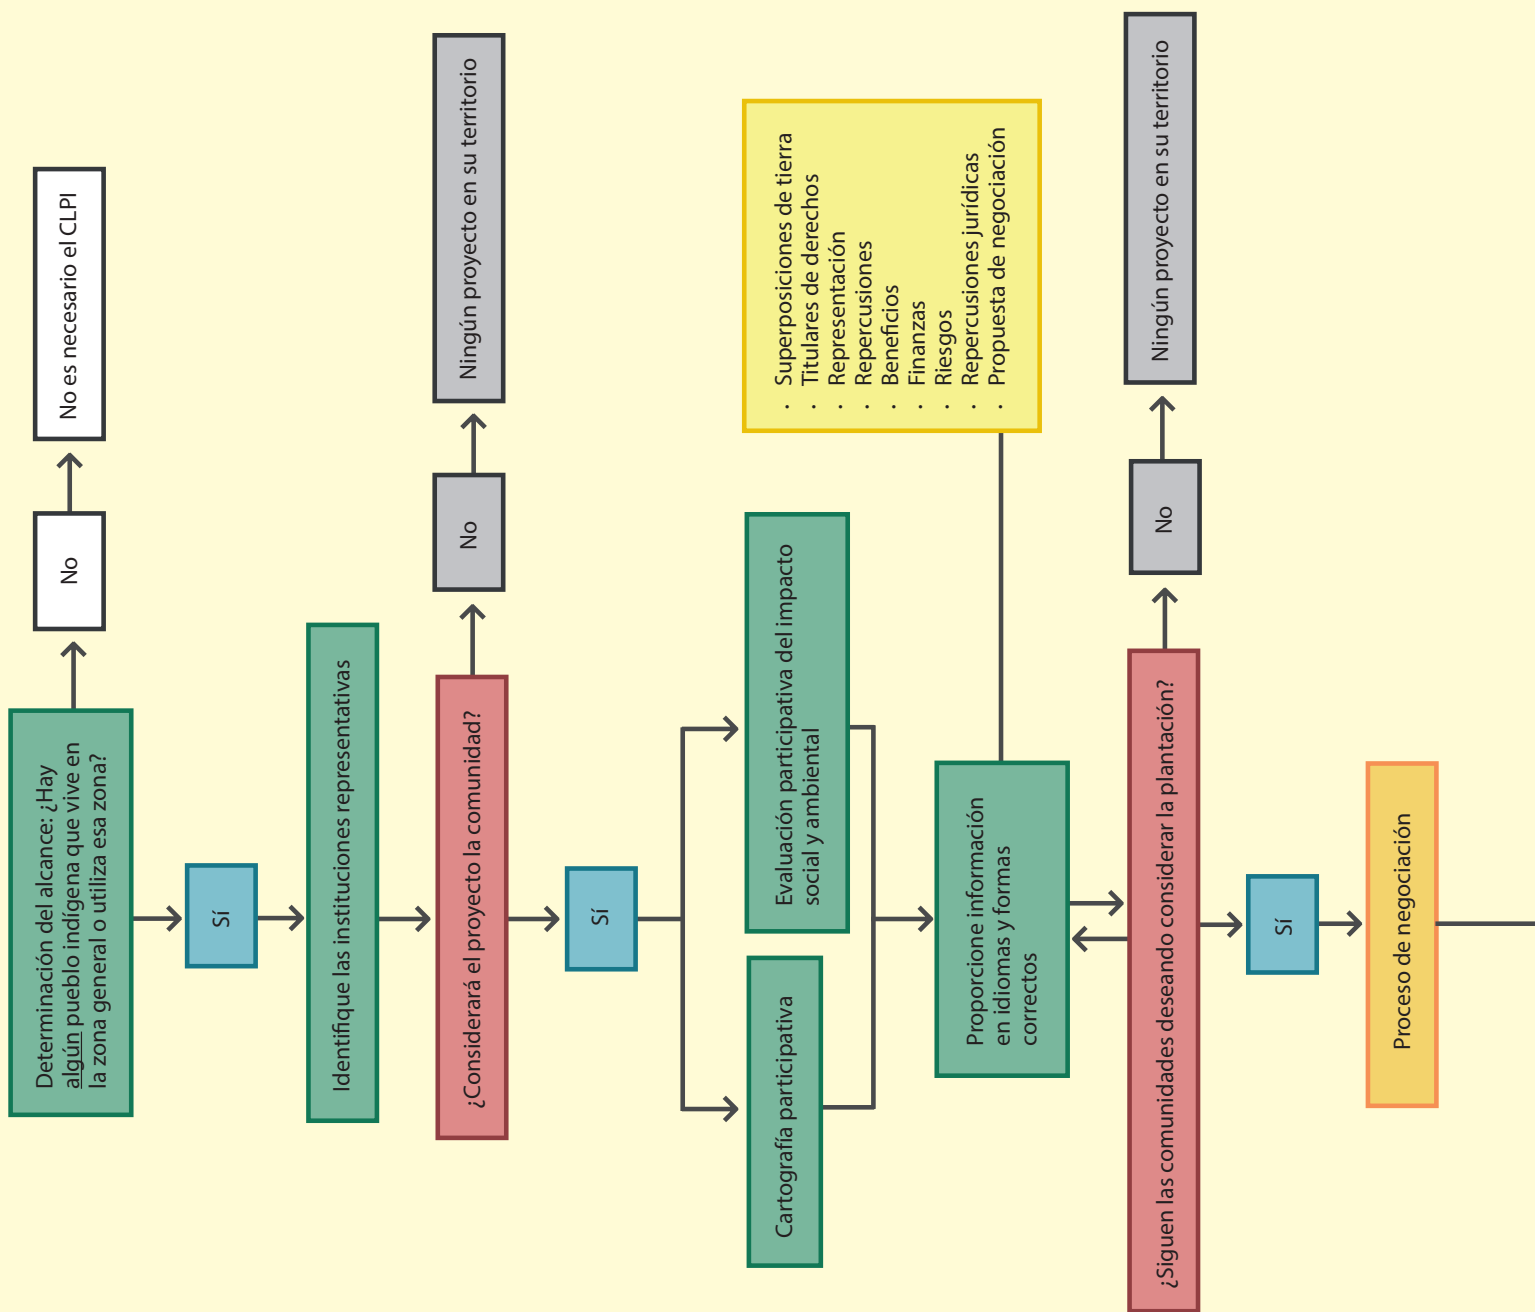 Determinación del alcance: ¿Hay
algún pueblo indígena que vive en
la zona general o utiliza esa zona?
No
No es necesario el CLPI
Sí
Identifique las instituciones representativas
¿Considerará el proyecto la comunidad?
No
Ningún proyecto en su territorio
Sí
Cartografía participativa
Evaluación participativa del impacto
social y ambiental
Proporcione información
en idiomas y formas
correctos
· Superposiciones de tierra
· Titulares de derechos
· Representación
· Repercusiones
· Beneficios
· Finanzas
· Riesgos
· Repercusiones jurídicas
· Propuesta de negociación
¿Siguen las comunidades deseando considerar la plantación?
No
Ningún proyecto en su territorio
Sí
Proceso de negociación